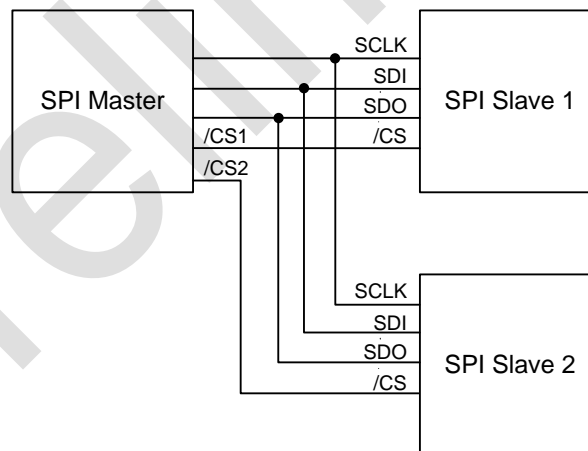 SPI Master
SCLK
SDI
SDO
/CS1
/CS
/CS2
SPI Slave 1
SCLK
SDI
SDO
/CS
SPI Slave 2